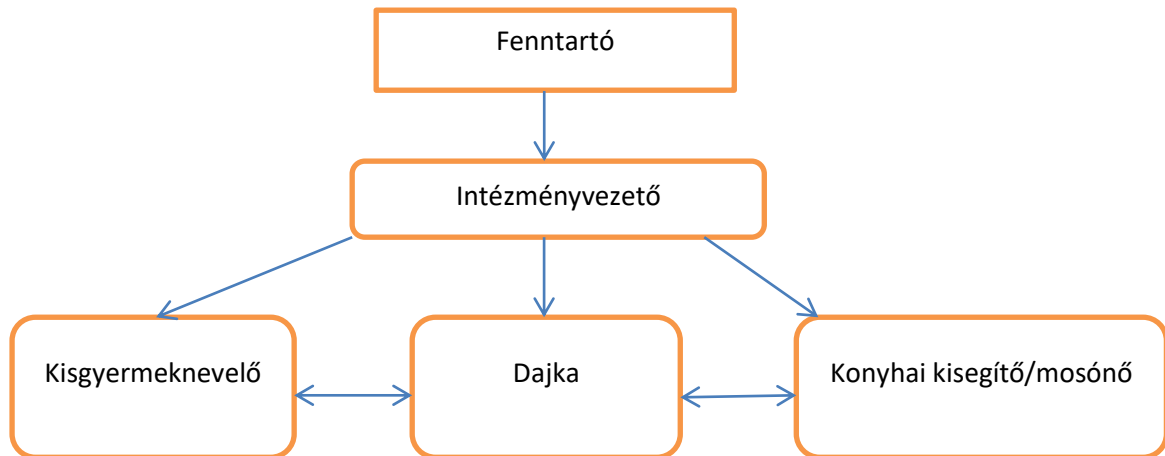 Fenntartó
Intézményvezető
Kisgyermeknevelő
Dajka
Konyhai kisegítő/mosónő